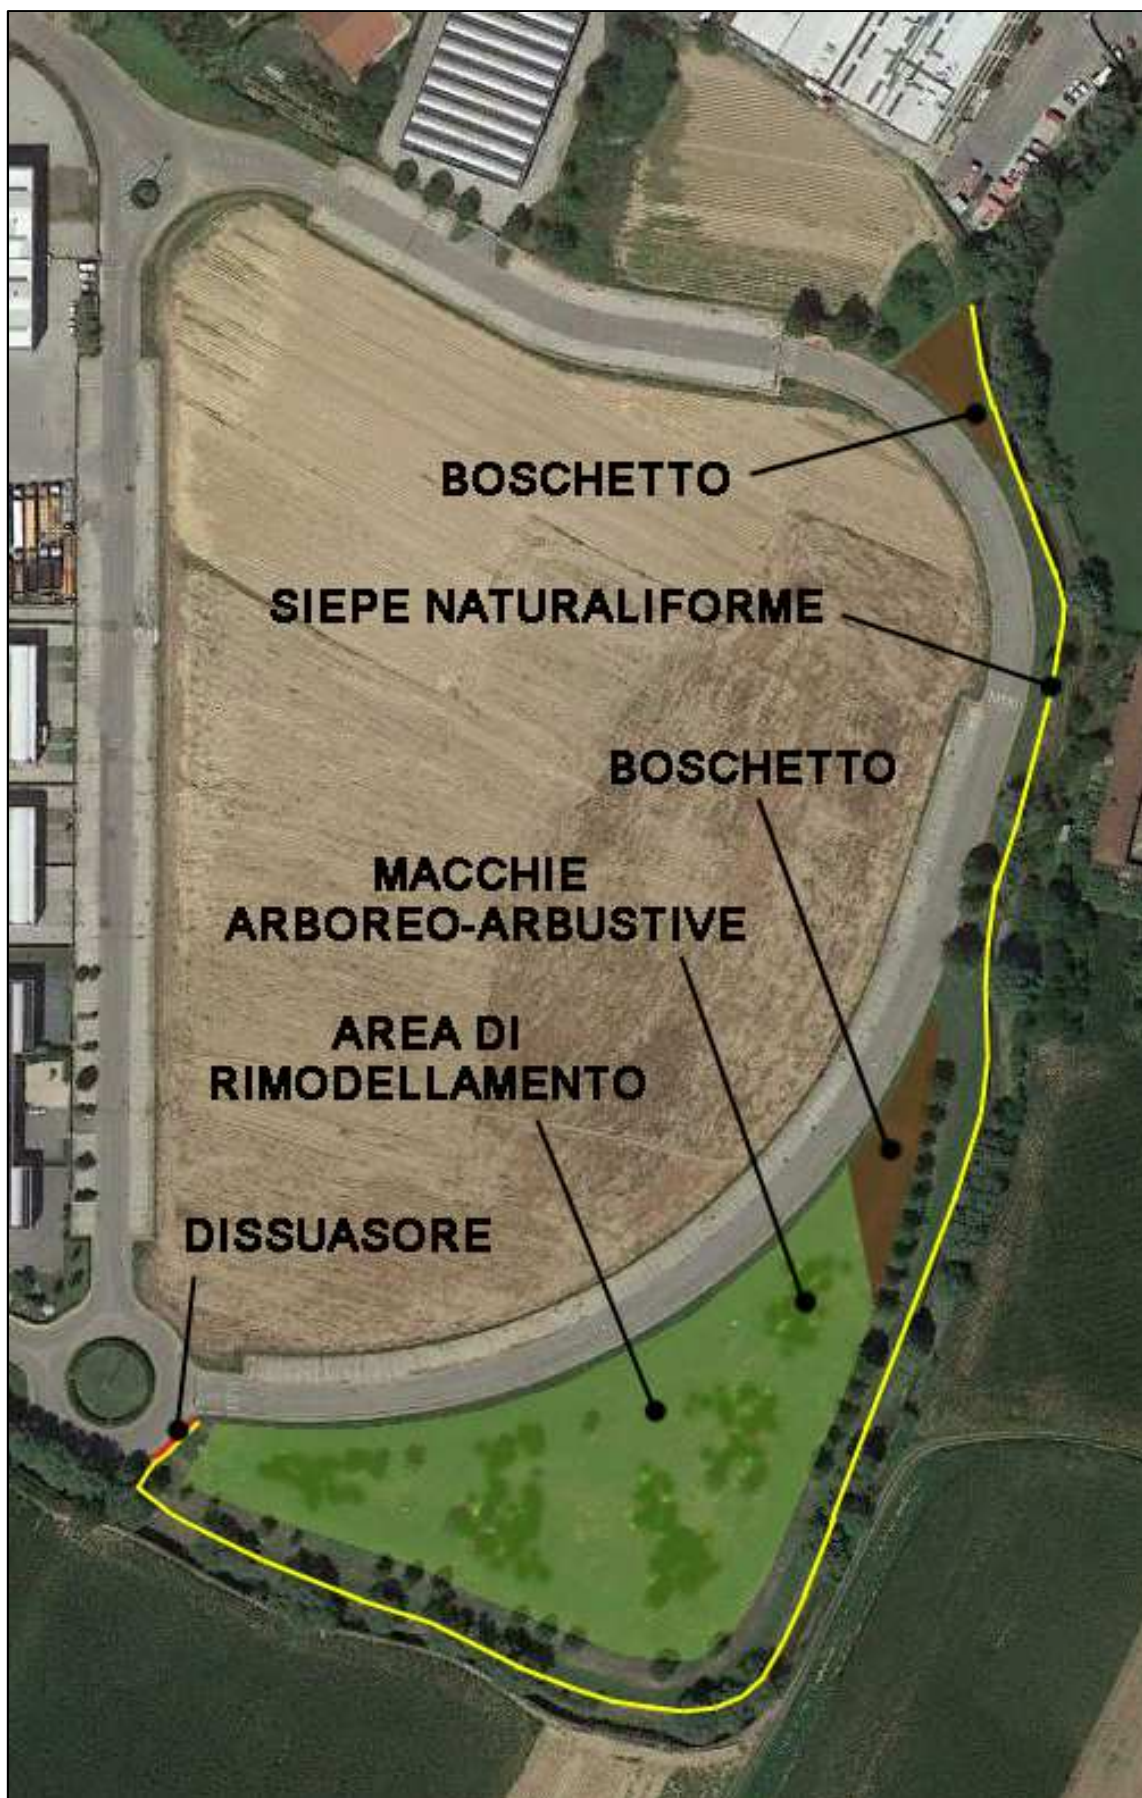 BOSCHETTO
SIEPE NATURALIFORME
BOSCHETTO
MACCHIE
ARBOREO-ARBUSTIVE
AREA DI
RIMODELLAMENTO
DISSUASORE